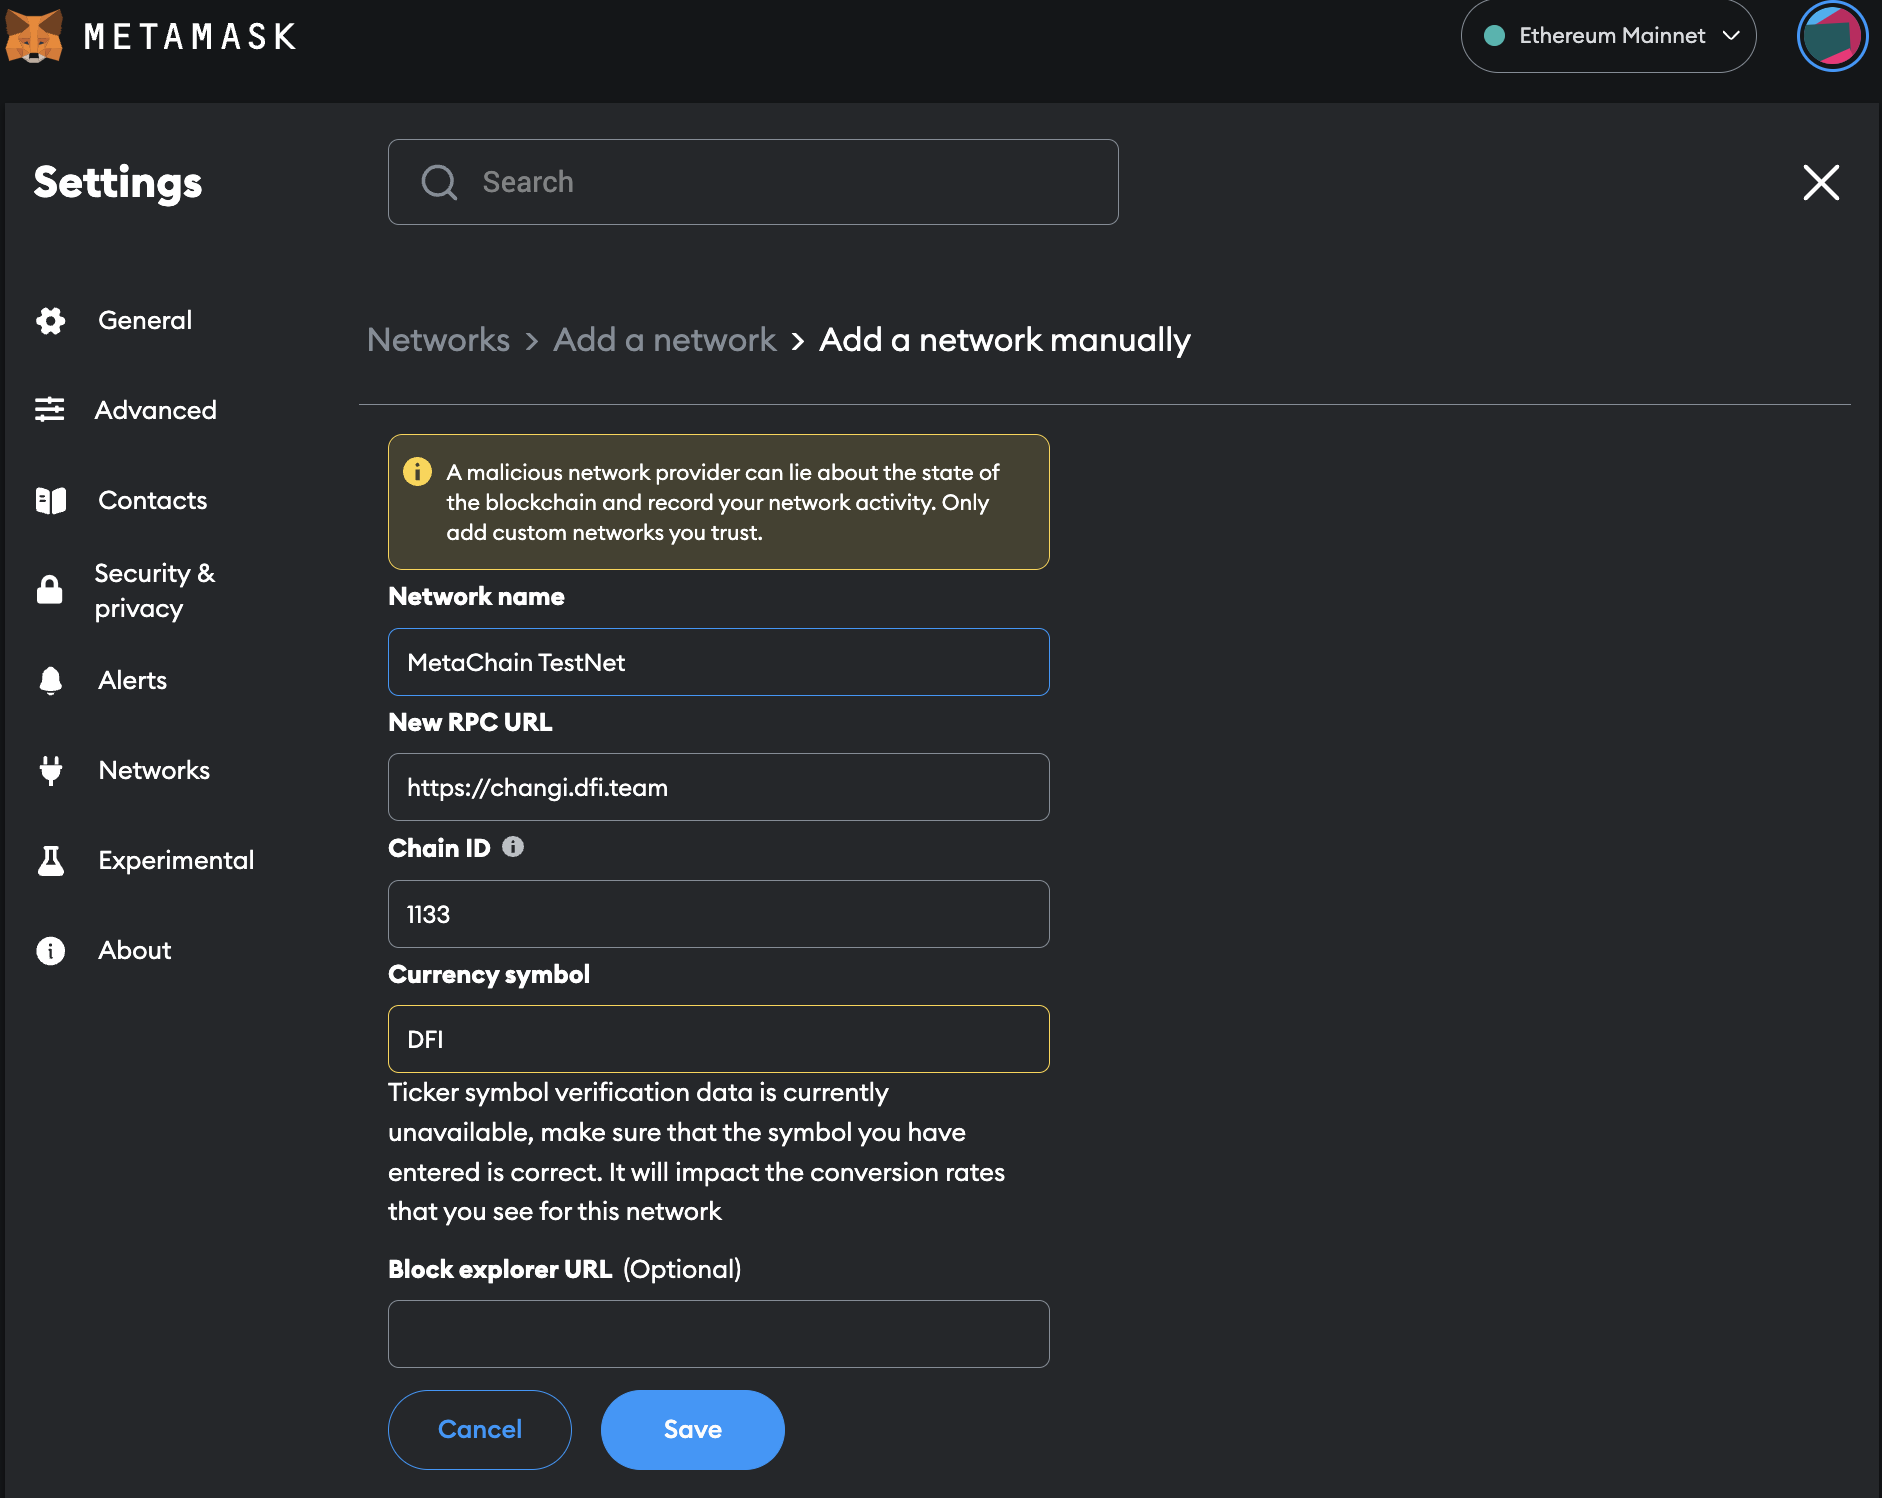 METAMASK
Ethereum Mainnet
Settings
Search
General
Advanced
Contacts
Security &
privacy
Alerts
Networks
Experimental
About
Networks > Add a network > Add a network manually
A malicious network provider can lie about the state of
the blockchain and record your network activity. Only
add custom networks you trust.
Network name
MetaChain TestNet
New RPC URL
https://changi.dfi.team
Chain ID
1133
Currency symbol
DFI
Ticker symbol verification data is currently
unavailable, make sure that the symbol you have
entered is correct. It will impact the conversion rates
that you see for this network
Block explorer URL (Optional)
Cancel
Save